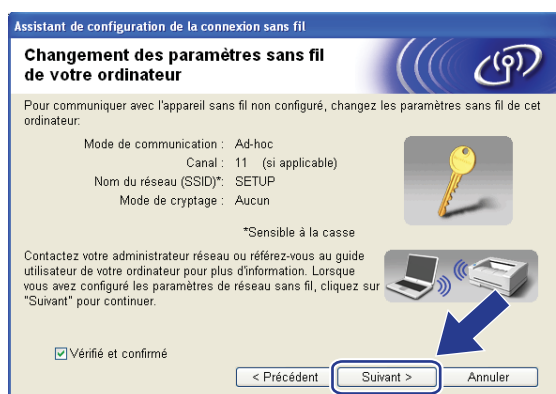 Assistant de configuration de la connexion sans fil
Changement des paramètres sans fil
de votre ordinateur
Pour communiquer avec l'appareil sans fil non configuré, changez les paramètres sans fil de cet
ordinateur:
Mode de communication : Ad-hoc
Canal : 11 (si applicable)
Nom du réseau (SSID)*: SETUP
Mode de cryptage : Aucun
*Sensible à la casse
Contactez votre administrateur réseau ou référez-vous au guide
utilisateur de votre ordinateur pour plus d'information. Lorsque
vous avez configuré les paramètres de réseau sans fil, cliquez sur
"Suivant" pour continuer.
Vérifié et confirmé
< Précédent Suivant > Annuler